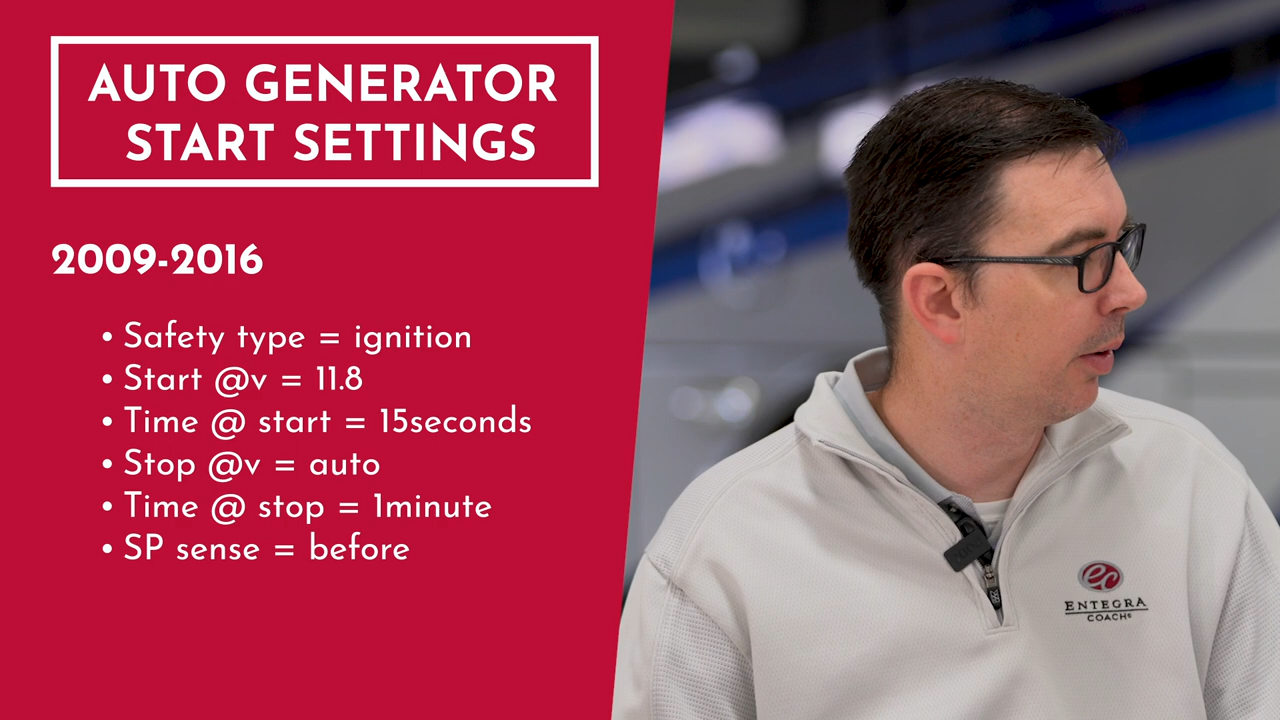 AUTO GENERATOR
START SETTINGS
2009-2016
• Safety type = ignition
• Start @v = 11.8
• Time @ start = 15seconds
• Stop @v = auto
• Time @ stop = 1minute
• SP sense = before
ec
ENTEGRA
COACH®